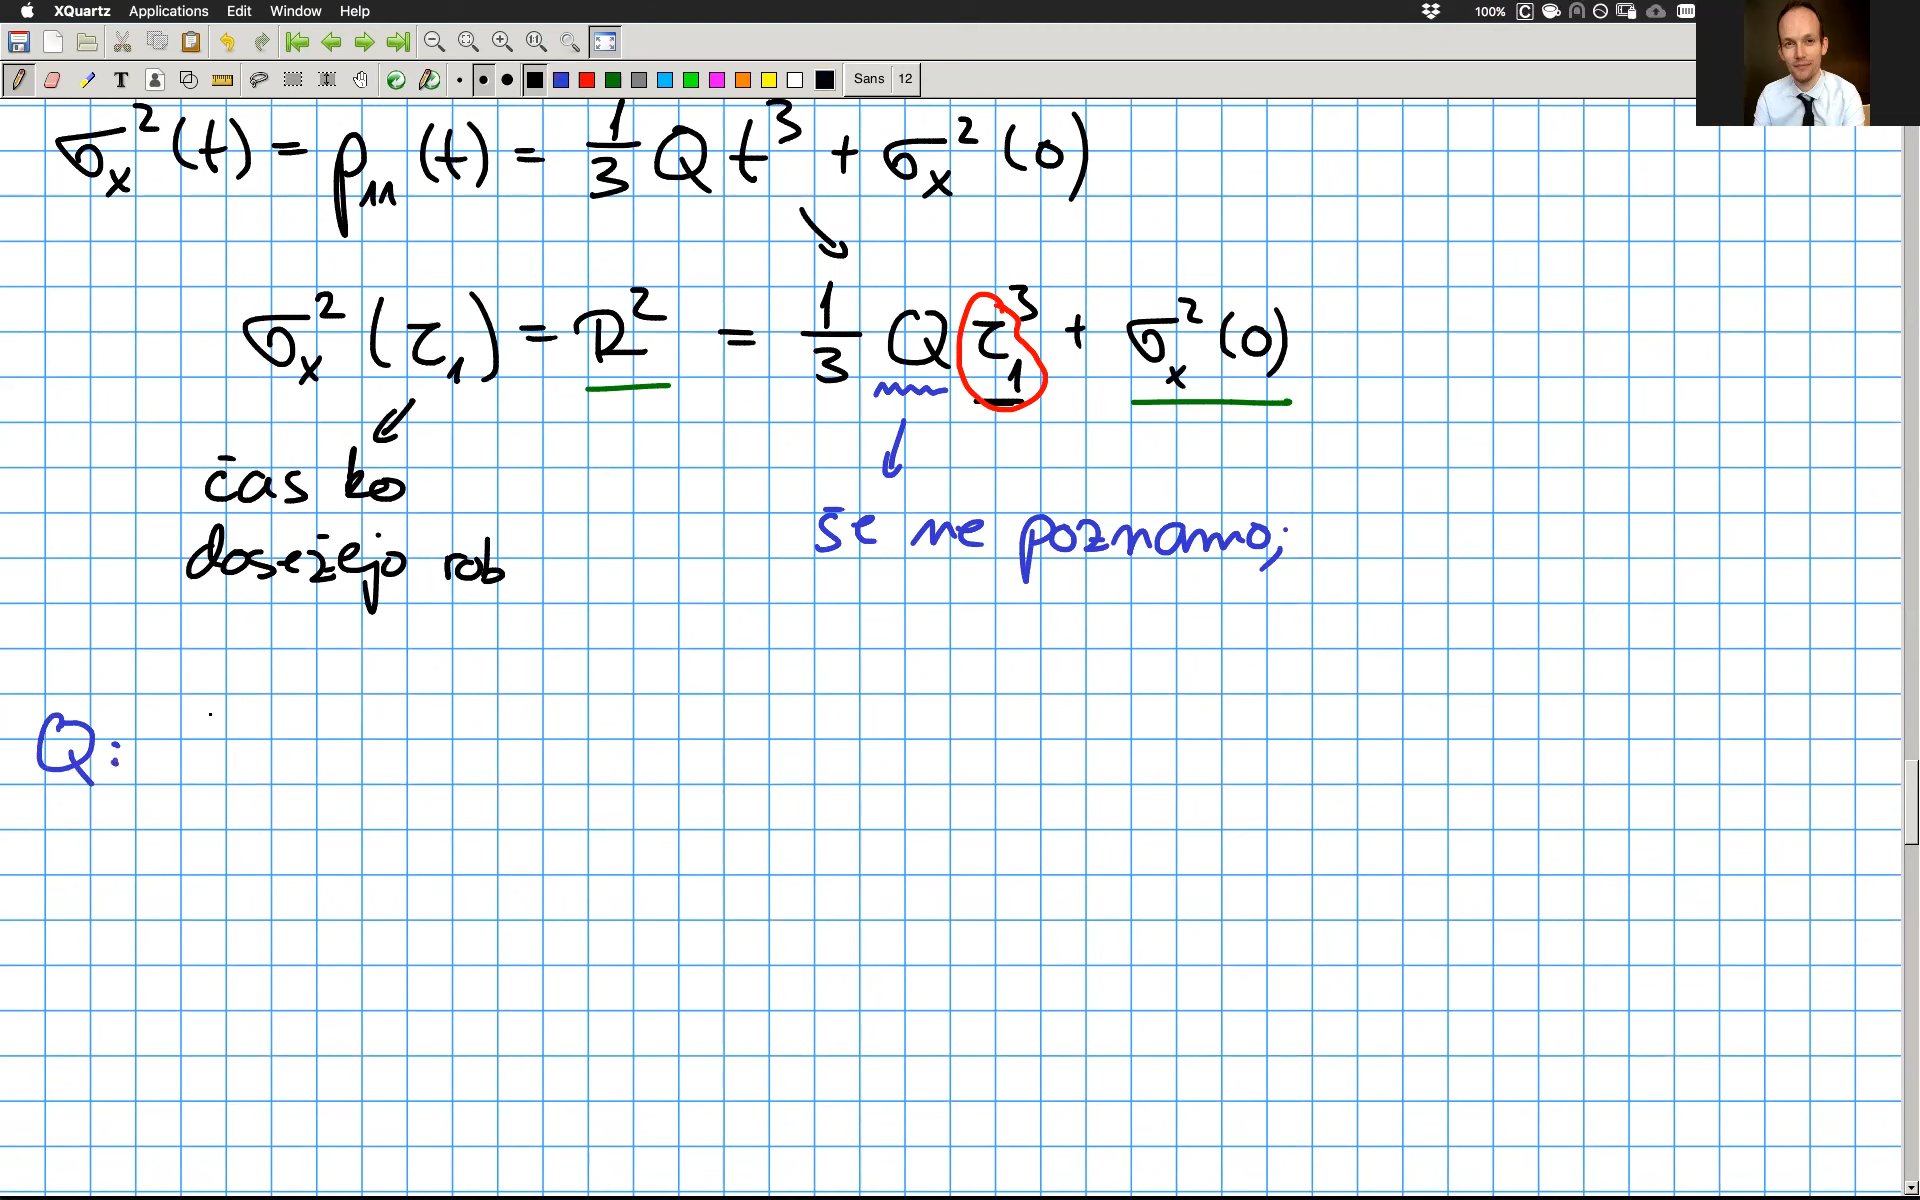 XQuartz Applications Edit Window Help 100%
T Sans 12
σₓ²(t) = p₁₁(t) = 1/3 Q t³ + σₓ²(0)
σₓ²(τ₁) = R² = 1/3 Q τ₁³ + σₓ²(0)
čas ko
dosežejo rob
še ne poznamo;
Q: